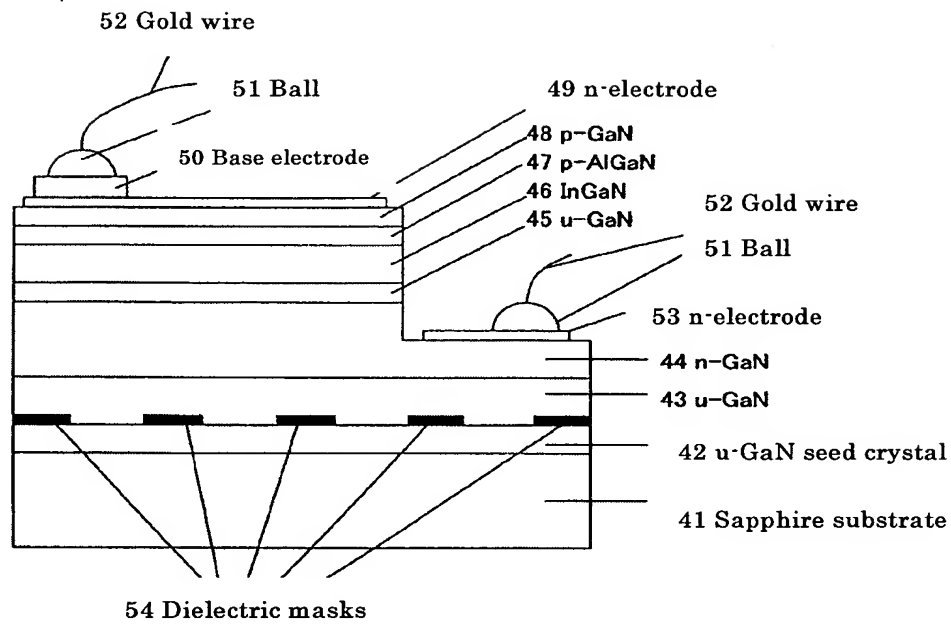 52 Gold wire
51 Ball
49 n-electrode
48 p-GaN
50 Base electrode
47 p-AlGaN
46 InGaN
45 u-GaN
52 Gold wire
51 Ball
53 n-electrode
44 n-GaN
43 u-GaN
42 u-GaN seed crystal
41 Sapphire substrate
54 Dielectric masks